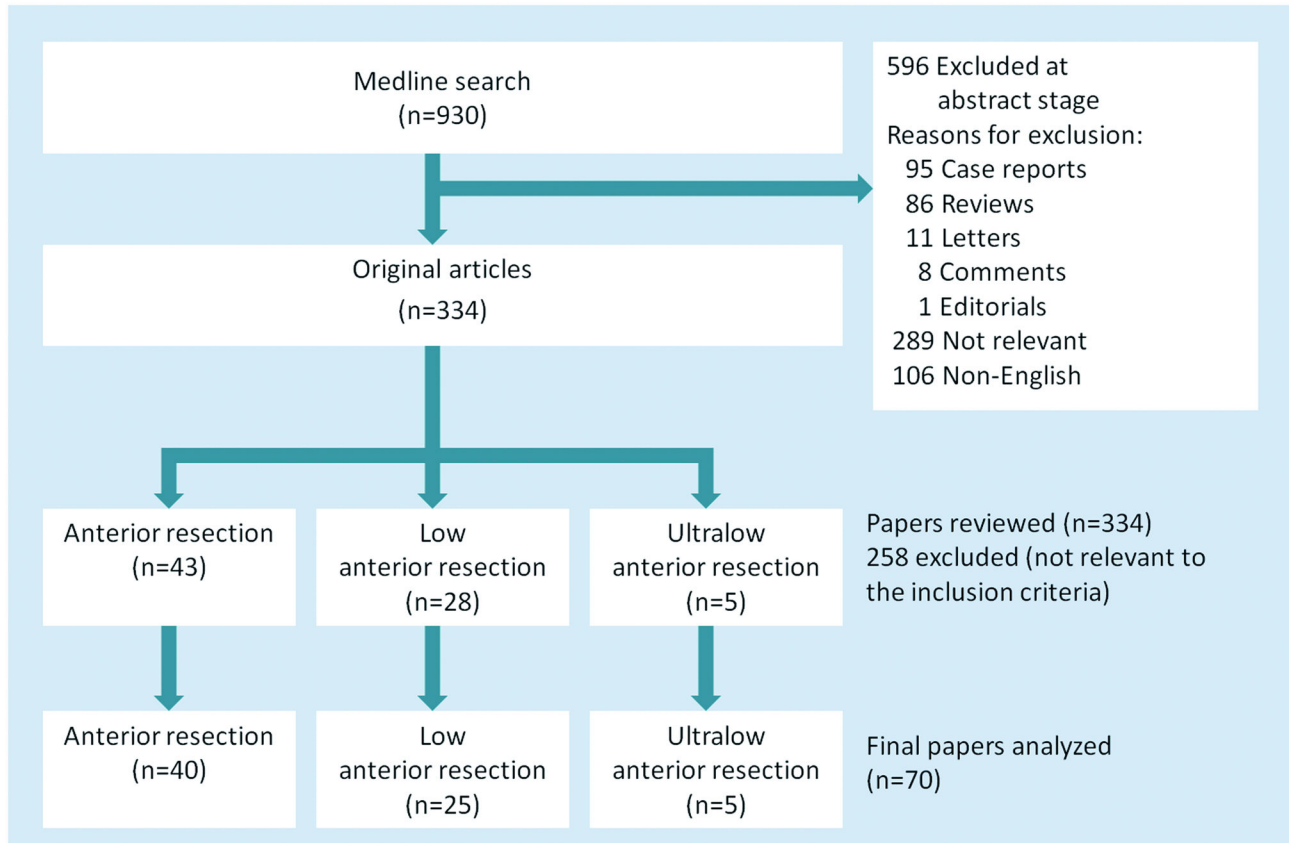 Medline search
(n=930)
596 Excluded at
abstract stage
Reasons for exclusion:
95 Case reports
86 Reviews
11 Letters
8 Comments
1 Editorials
289 Not relevant
106 Non-English
Original articles
(n=334)
Anterior resection
(n=43)
Low
anterior resection
(n=28)
Ultralow
anterior resection
(n=5)
Papers reviewed (n=334)
258 excluded (not relevant to
the inclusion criteria)
Anterior resection
(n=40)
Low
anterior resection
(n=25)
Ultralow
anterior resection
(n=5)
Final papers analyzed
(n=70)